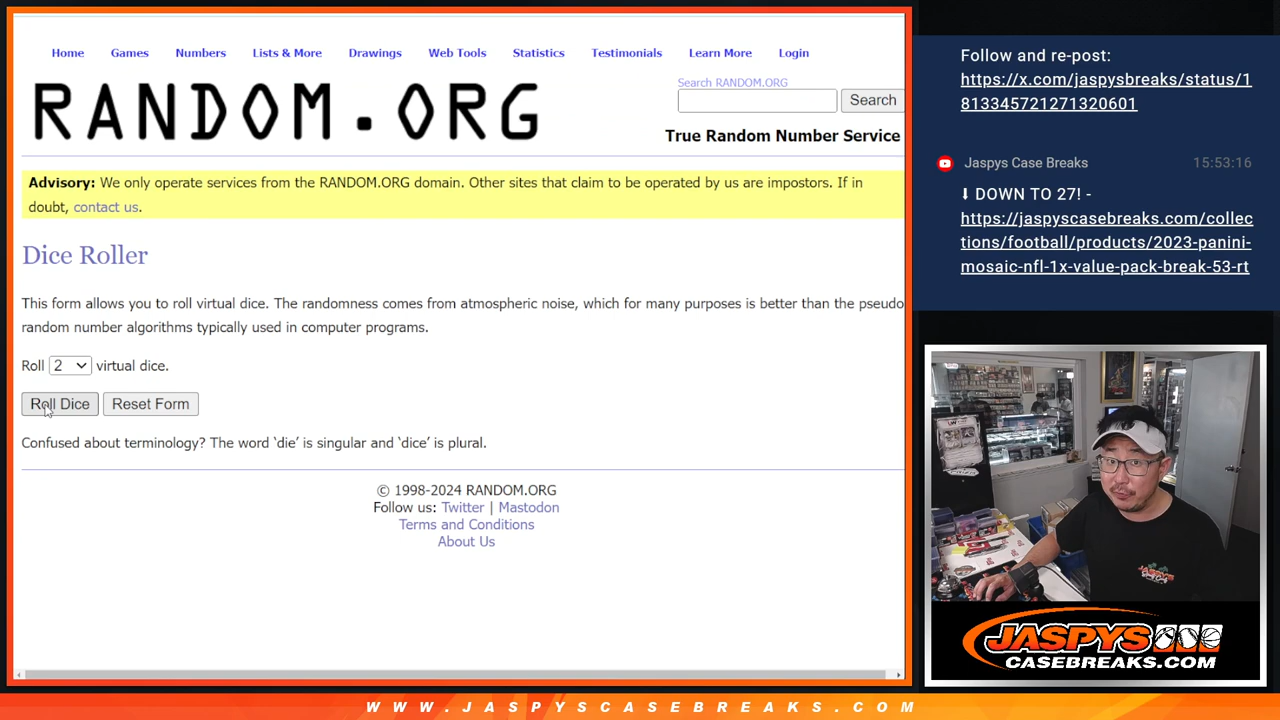 Home Games Numbers Lists & More Drawings Web Tools Statistics Testimonials Learn More Login
RANDOM.ORG
Search RANDOM.ORG
Search
True Random Number Service
Advisory: We only operate services from the RANDOM.ORG domain. Other sites that claim to be operated by us are impostors. If in
doubt, contact us.
Dice Roller
This form allows you to roll virtual dice. The randomness comes from atmospheric noise, which for many purposes is better than the pseudo
random number algorithms typically used in computer programs.
Roll 2 virtual dice.
Roll Dice Reset Form
Confused about terminology? The word ‘die’ is singular and ‘dice’ is plural.
© 1998-2024 RANDOM.ORG
Follow us: Twitter | Mastodon
Terms and Conditions
About Us
Follow and re-post:
https://x.com/jaspysbreaks/status/1
813345721271320601
Jaspys Case Breaks 15:53:16
⬇ DOWN TO 27! -
https://jaspyscasebreaks.com/collec
tions/football/products/2023-panini-
mosaic-nfl-1x-value-pack-break-53-rt
JASPYS
CASEBREAKS.COM
WWW.JASPYSCASEBREAKS.COM